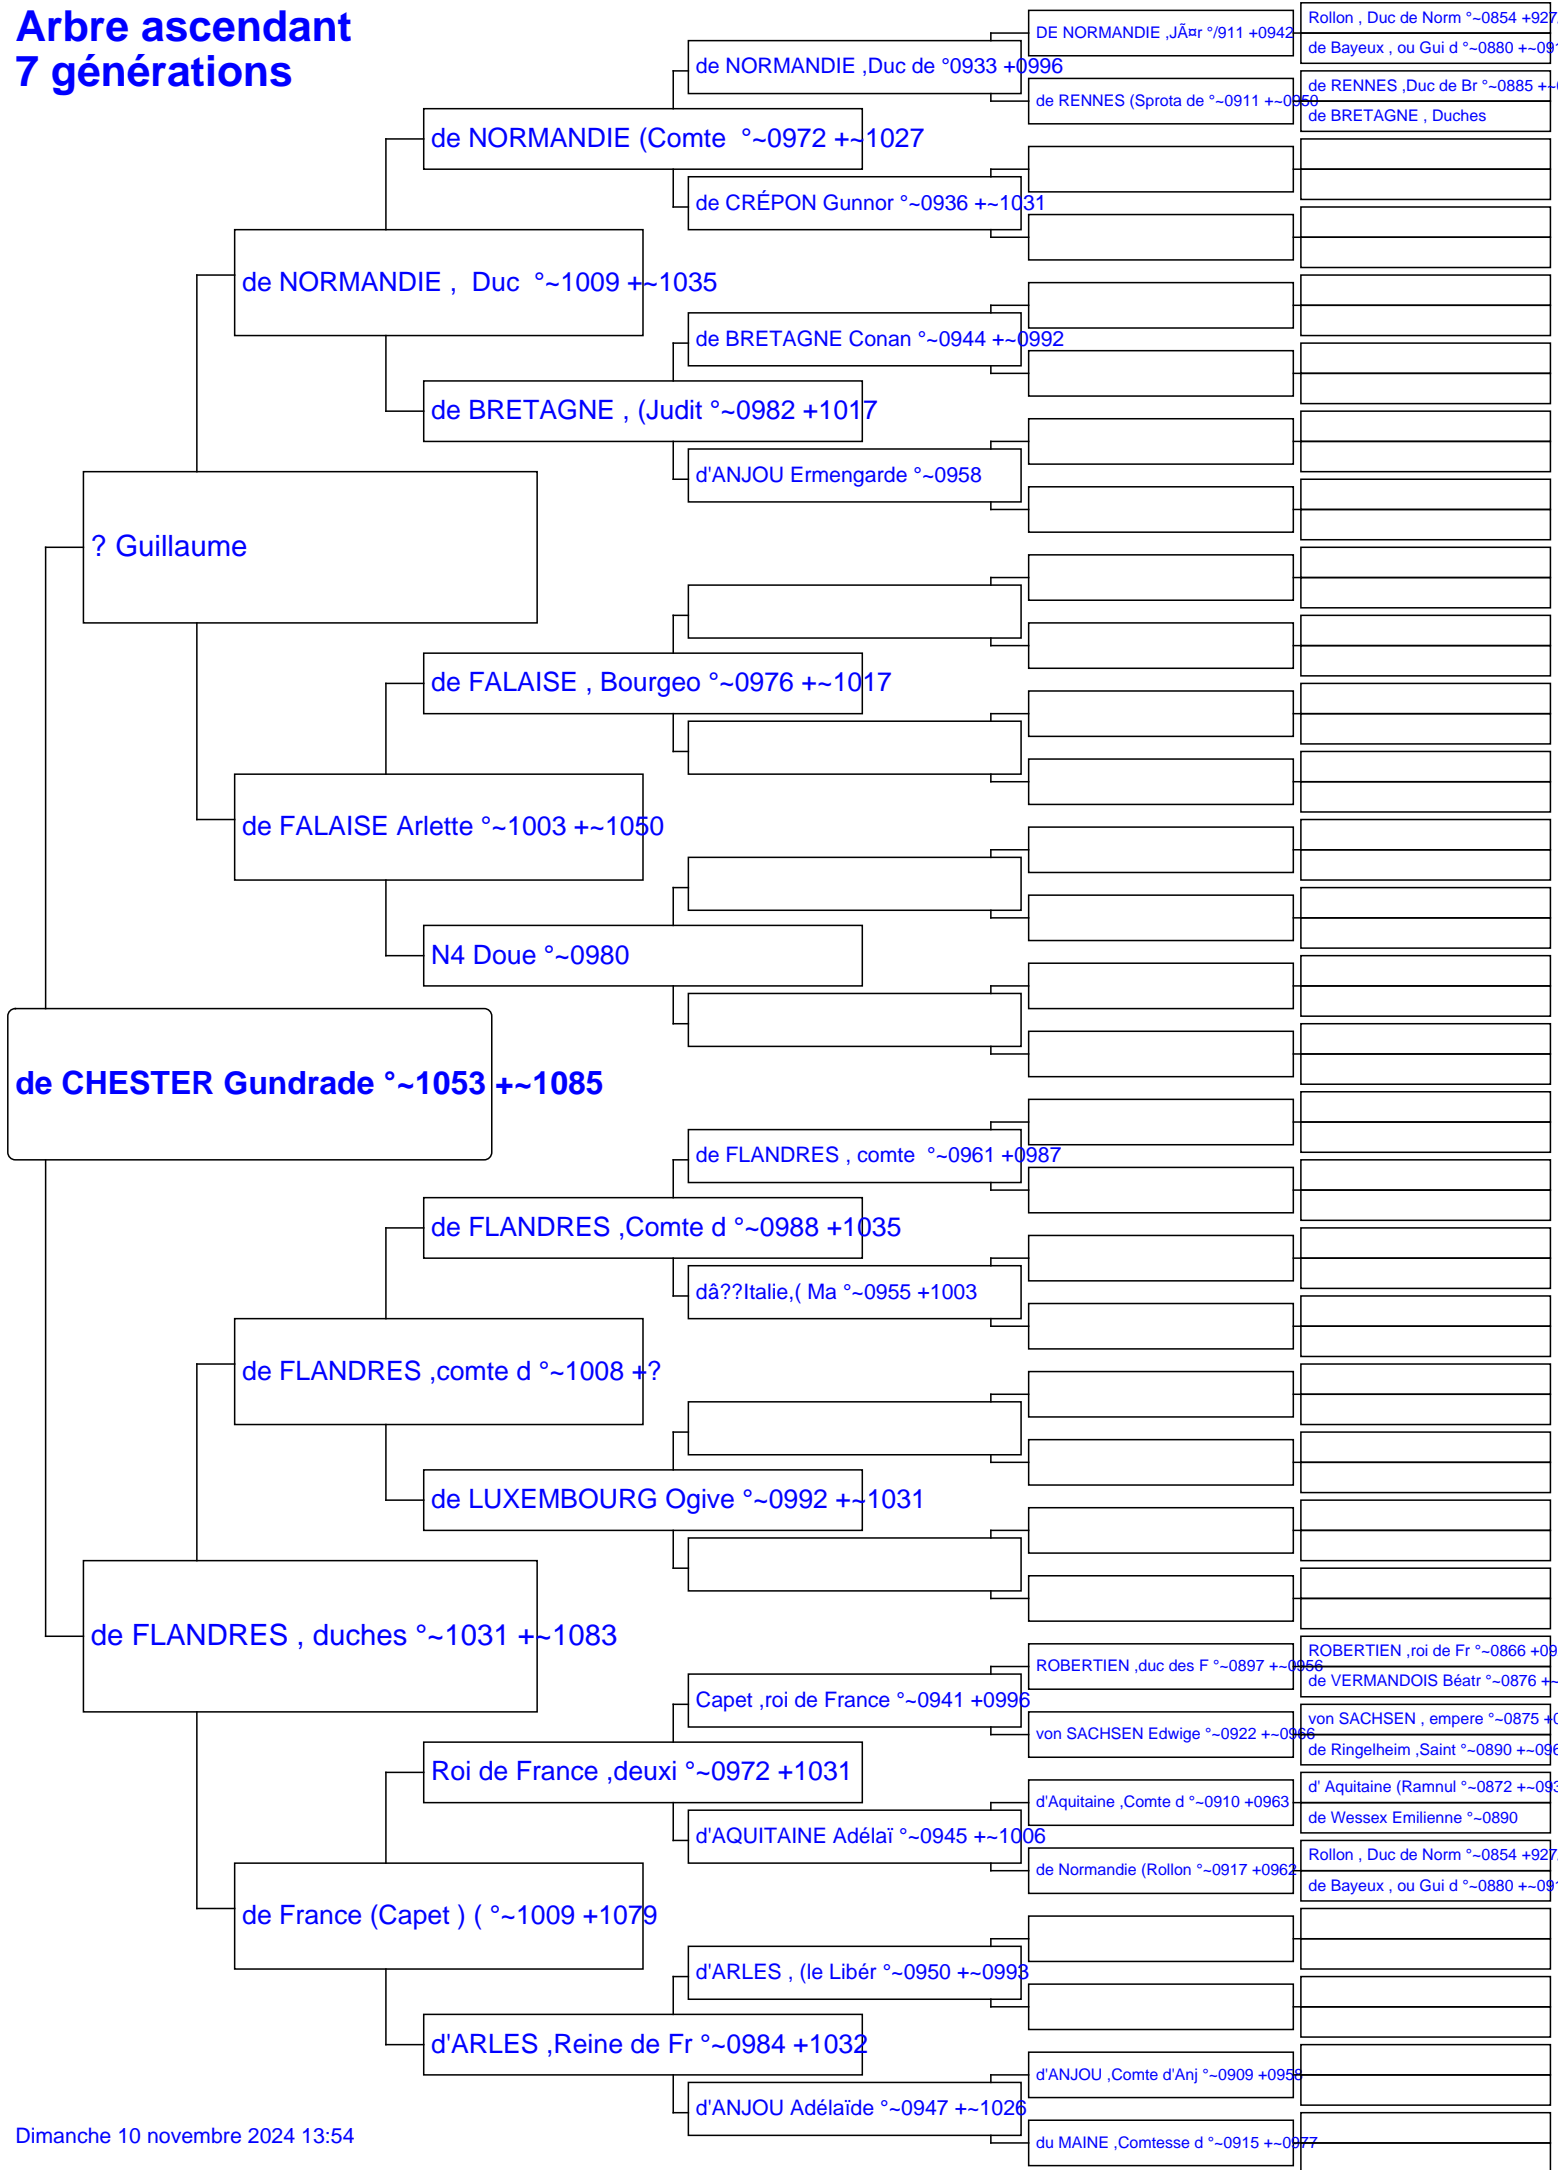 Arbre ascendant
7 générations
DE NORMANDIE ,JÃ¤r °/911 +0942
Rollon , Duc de Norm °~0854 +927
de Bayeux , ou Gui d °~0880 +~091
de NORMANDIE ,Duc de °0933 +0996
de RENNES (Sprota de °~0911 +~0950
de RENNES ,Duc de Br °~0885 +~0
de BRETAGNE , Duches
de NORMANDIE (Comte  °~0972 +~1027
de CRÉPON Gunnor °~0936 +~1031
de NORMANDIE ,  Duc  °~1009 +~1035
de BRETAGNE Conan °~0944 +~0992
de BRETAGNE , (Judit °~0982 +1017
d'ANJOU Ermengarde °~0958
? Guillaume
de FALAISE , Bourgeo °~0976 +~1017
de FALAISE Arlette °~1003 +~1050
N4 Doue °~0980
de CHESTER Gundrade °~1053 +~1085
de FLANDRES , comte  °~0961 +0987
de FLANDRES ,Comte d °~0988 +1035
dâ??Italie,( Ma °~0955 +1003
de FLANDRES ,comte d °~1008 +?
de LUXEMBOURG Ogive °~0992 +~1031
de FLANDRES , duches °~1031 +~1083
ROBERTIEN ,duc des F °~0897 +~0956
ROBERTIEN ,roi de Fr °~0866 +09
de VERMANDOIS Béatr °~0876 +~
Capet ,roi de France °~0941 +0996
von SACHSEN Edwige °~0922 +~0966
von SACHSEN , empere °~0875 +0
de Ringelheim ,Saint °~0890 +~096
Roi de France ,deuxi °~0972 +1031
d'Aquitaine ,Comte d °~0910 +0963
d' Aquitaine (Ramnul °~0872 +~093
de Wessex Emilienne °~0890
d'AQUITAINE Adélaï °~0945 +~1006
de Normandie (Rollon °~0917 +0962
Rollon , Duc de Norm °~0854 +927
de Bayeux , ou Gui d °~0880 +~091
de France (Capet ) ( °~1009 +1079
d'ARLES , (le Libér °~0950 +~0993
d'ARLES ,Reine de Fr °~0984 +1032
d'ANJOU ,Comte d'Anj °~0909 +0958
d'ANJOU Adélaïde °~0947 +~1026
du MAINE ,Comtesse d °~0915 +~0977
Dimanche 10 novembre 2024 13:54